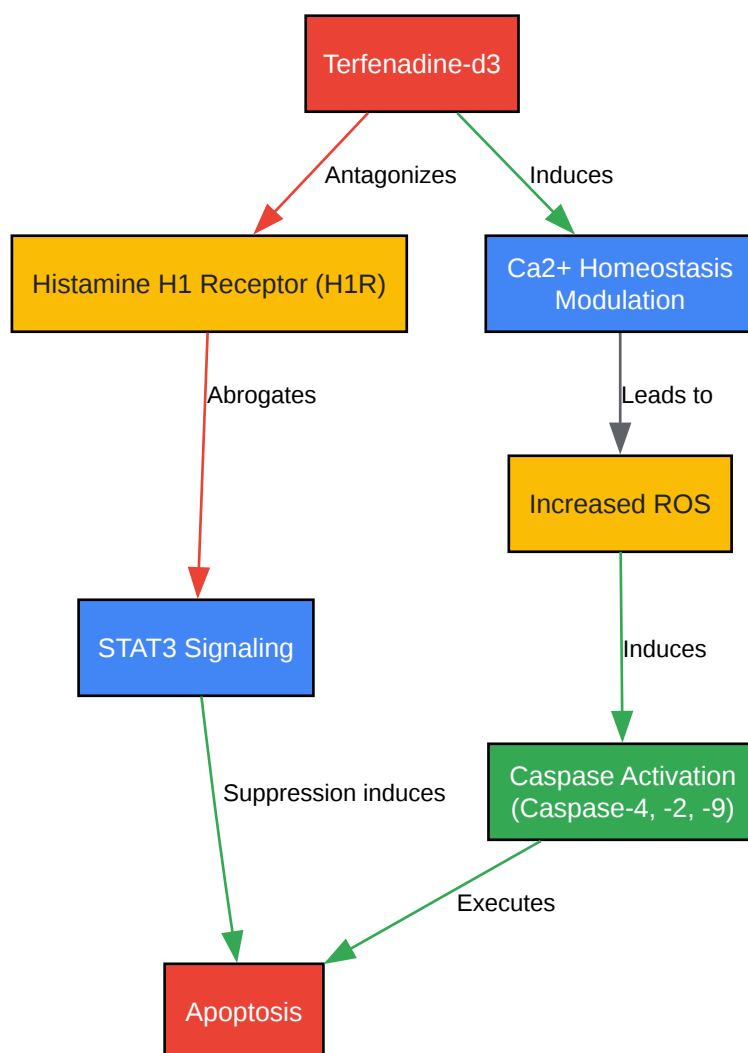 Terfenadine-d3
Antagonizes
Induces
Histamine H1 Receptor (H1R)
Ca2+ Homeostasis
Modulation
Abrogates
Leads to
Increased ROS
STAT3 Signaling
Induces
Suppression induces
Caspase Activation
(Caspase-4, -2, -9)
Executes
Apoptosis